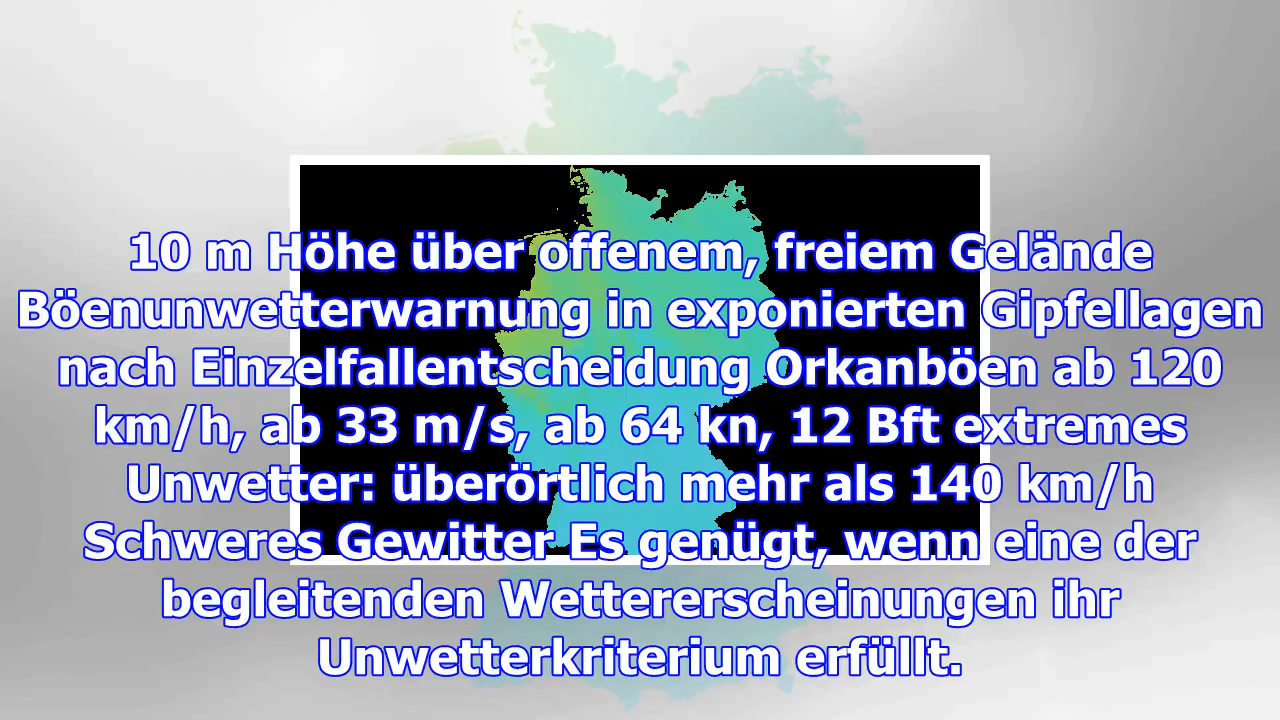 10 m Höhe über offenem, freiem Gelände
Böenunwetterwarnung in exponierten Gipfellagen
nach Einzelfallentscheidung Orkanböen ab 120
km/h, ab 33 m/s, ab 64 kn, 12 Bft extremes
Unwetter: überörtlich mehr als 140 km/h
Schweres Gewitter Es genügt, wenn eine der
begleitenden Wettererscheinungen ihr
Unwetterkriterium erfüllt.